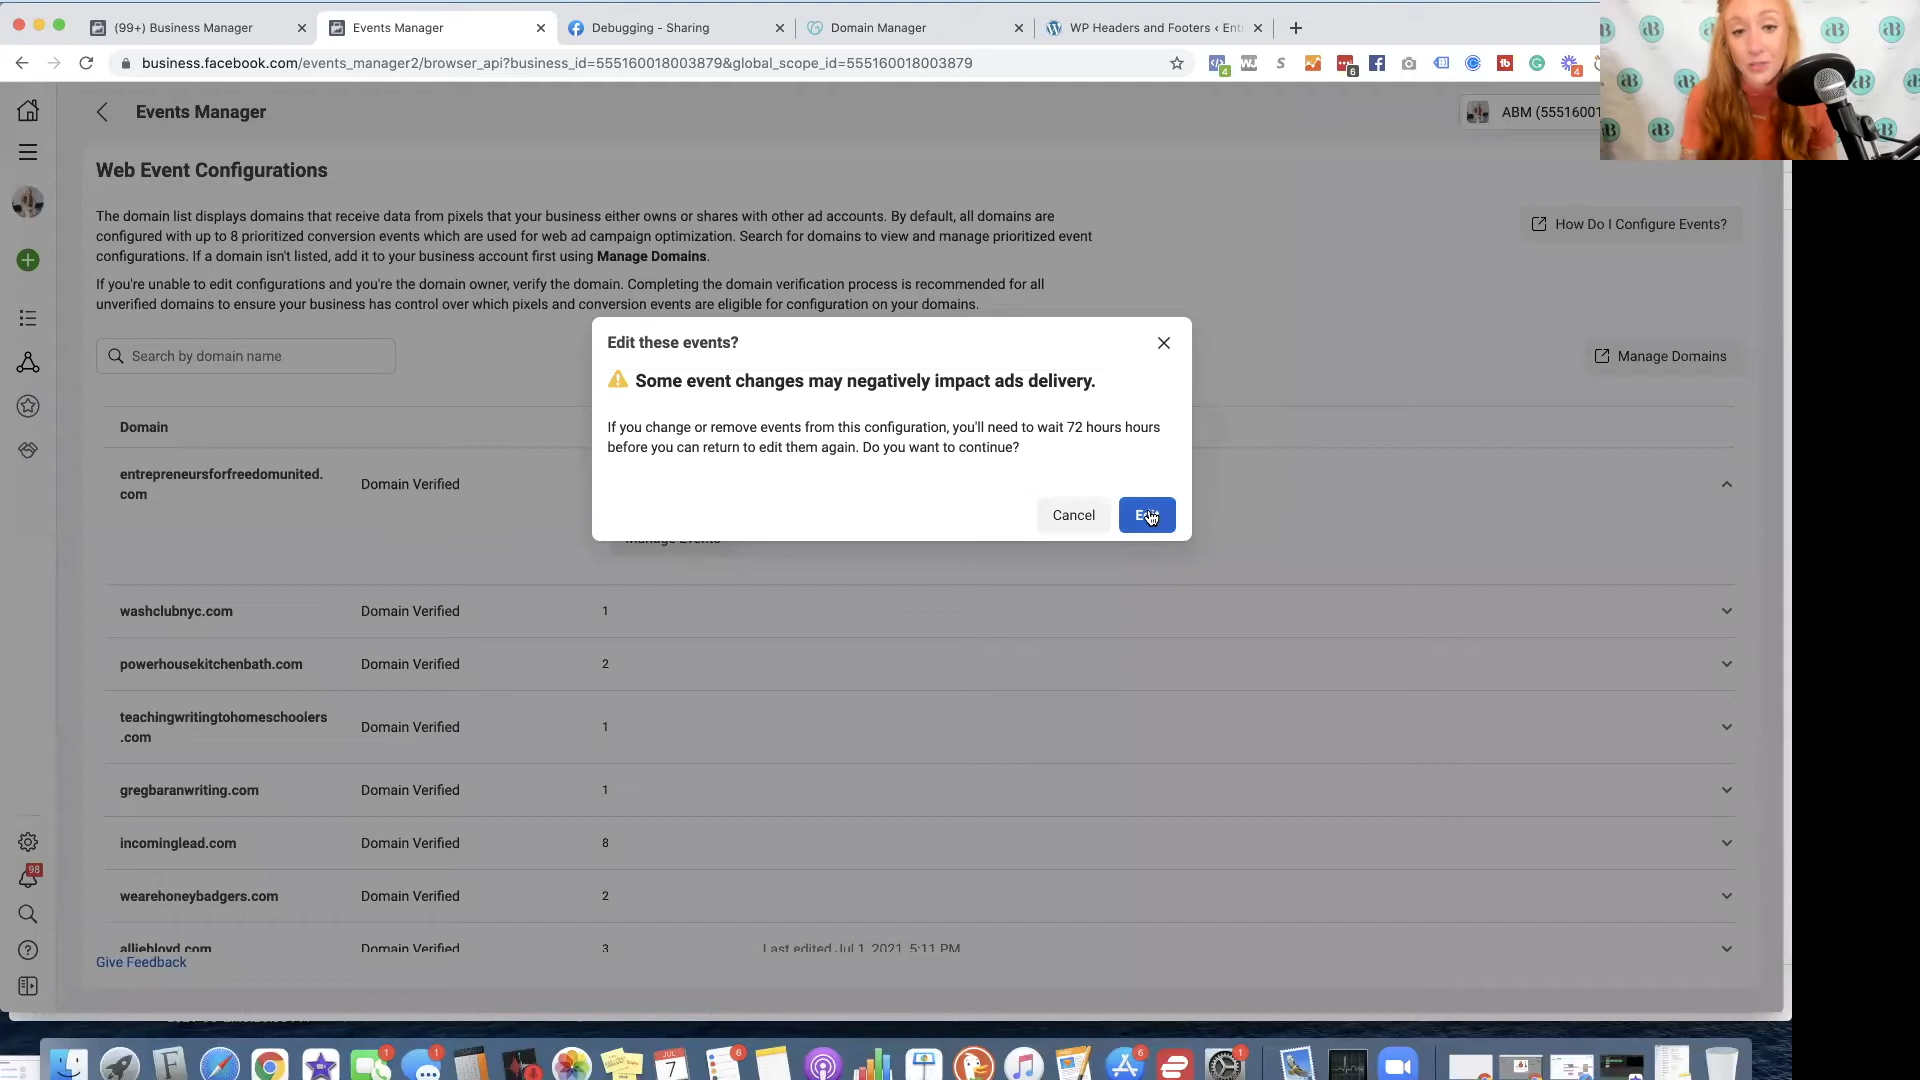 (99+) Business Manager
Events Manager
Debugging - Sharing
Domain Manager
WP Headers and Footers ‹ Ent
business.facebook.com/events_manager2/browser_api?business_id=555160018003879&global_scope_id=555160018003879
4
6
4
Events Manager
ABM (55516001
Web Event Configurations
The domain list displays domains that receive data from pixels that your business either owns or shares with other ad accounts. By default, all domains are
configured with up to 8 prioritized conversion events which are used for web ad campaign optimization. Search for domains to view and manage prioritized event
configurations. If a domain isn't listed, add it to your business account first using Manage Domains.
If you're unable to edit configurations and you're the domain owner, verify the domain. Completing the domain verification process is recommended for all
unverified domains to ensure your business has control over which pixels and conversion events are eligible for configuration on your domains.
How Do I Configure Events?
Search by domain name
Manage Domains
Edit these events?
Some event changes may negatively impact ads delivery.
If you change or remove events from this configuration, you'll need to wait 72 hours hours
before you can return to edit them again. Do you want to continue?
Cancel
Edit
Manage Events
Domain
entrepreneursforfreedomunited.
com
Domain Verified
washclubnyc.com Domain Verified 1
powerhousekitchenbath.com Domain Verified 2
teachingwritingtohomeschoolers
.com
Domain Verified 1
gregbaranwriting.com Domain Verified 1
incominglead.com Domain Verified 8
wearehoneybadgers.com Domain Verified 2
alliebloyd.com Domain Verified 3 Last edited Jul 1, 2021, 5:11 PM
Give Feedback
98
1
1
JUL
7
6
6
1